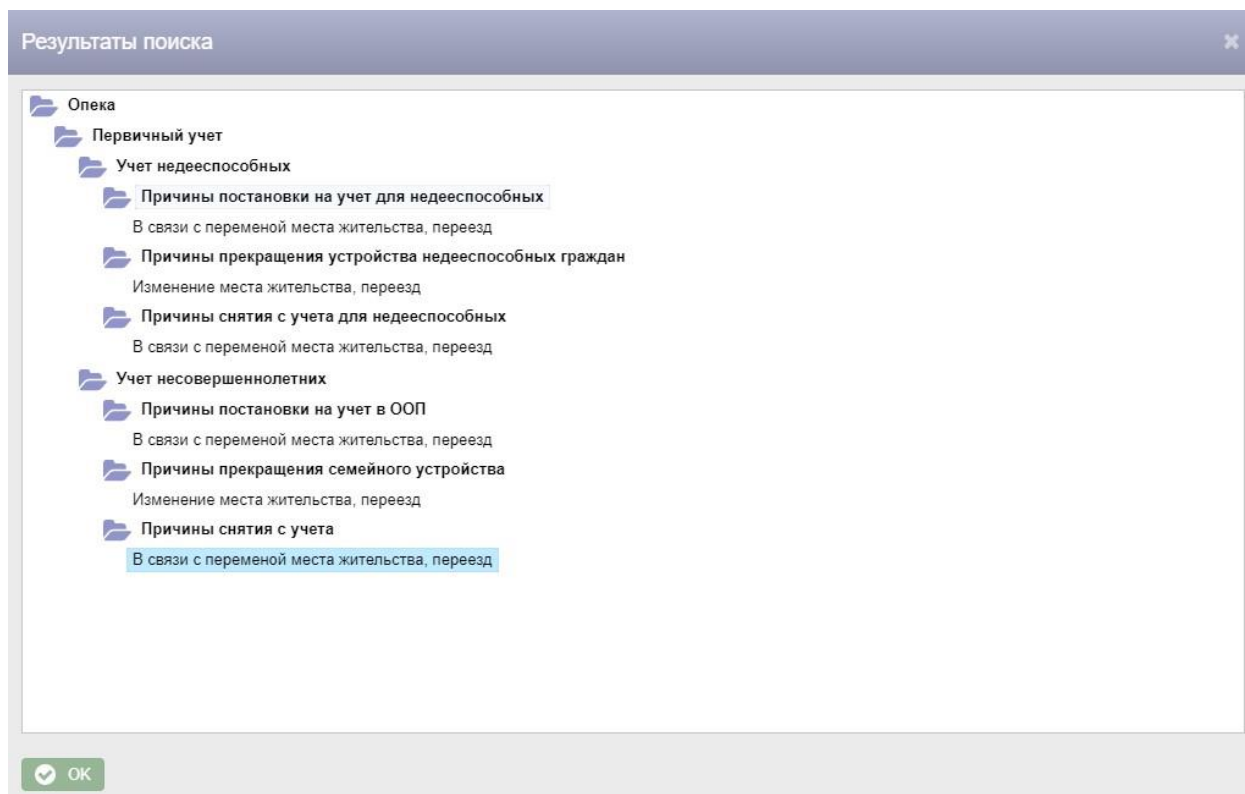 Результаты поиска
Опека
Первичный учет
Учет недееспособных
Причины постановки на учет для недееспособных
В связи с переменой места жительства, переезд
Причины прекращения устройства недееспособных граждан
Изменение места жительства, переезд
Причины снятия с учета для недееспособных
В связи с переменой места жительства, переезд
Учет несовершеннолетних
Причины постановки на учет в ООП
В связи с переменой места жительства, переезд
Причины прекращения семейного устройства
Изменение места жительства, переезд
Причины снятия с учета
В связи с переменой места жительства, переезд
OK